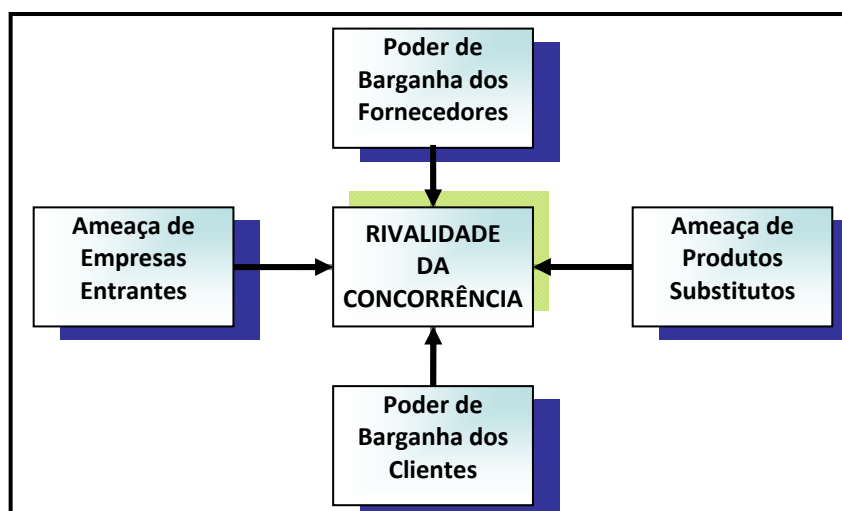 Poder de
Barganha dos
Fornecedores
Ameaça de
Empresas
Entrantes
RIVALIDADE
DA
CONCORRÊNCIA
Ameaça de
Produtos
Substitutos
Poder de
Barganha dos
Clientes